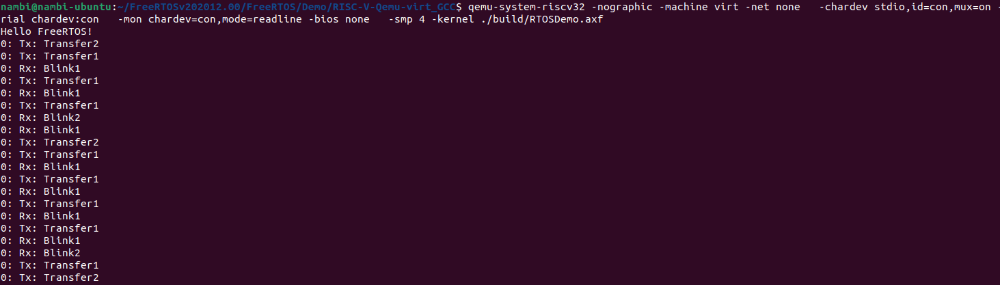 nambi@nambi-ubuntu:~/FreeRTOSv202012.00/FreeRTOS/Demo/RISC-V-Qemu-virt_GCC$ qemu-system-riscv32 -nographic -machine virt -net none   -chardev stdio,id=con,mux=on -
rial chardev:con   -mon chardev=con,mode=readline -bios none   -smp 4 -kernel ./build/RTOSDemo.axf
Hello FreeRTOS!
0: Tx: Transfer2
0: Tx: Transfer1
0: Rx: Blink1
0: Tx: Transfer1
0: Rx: Blink1
0: Tx: Transfer1
0: Rx: Blink2
0: Rx: Blink1
0: Tx: Transfer2
0: Tx: Transfer1
0: Rx: Blink1
0: Tx: Transfer1
0: Rx: Blink1
0: Tx: Transfer1
0: Rx: Blink1
0: Tx: Transfer1
0: Rx: Blink1
0: Rx: Blink2
0: Tx: Transfer1
0: Tx: Transfer2